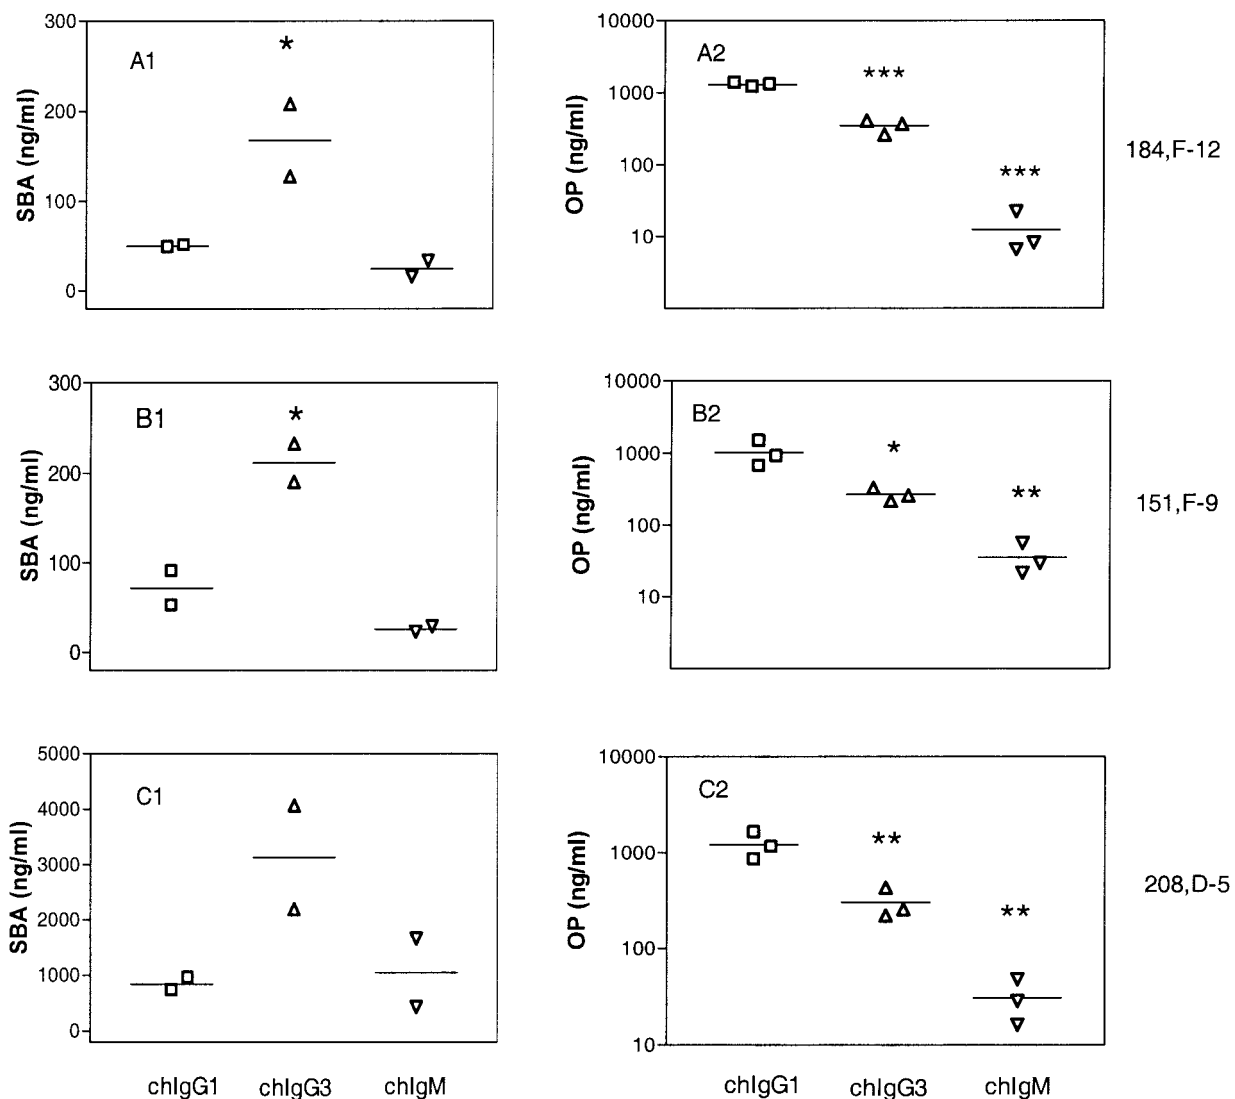 300
200
100
0
SBA (ng/ml)
A1
*
10000
1000
100
10
OP (ng/ml)
A2
***
***
184,F-12
300
200
100
0
SBA (ng/ml)
B1
*
10000
1000
100
10
OP (ng/ml)
B2
*
**
151,F-9
5000
4000
3000
2000
1000
0
SBA (ng/ml)
C1
10000
1000
100
10
OP (ng/ml)
C2
**
**
208,D-5
chIgG1 chIgG3 chIgM
chIgG1 chIgG3 chIgM